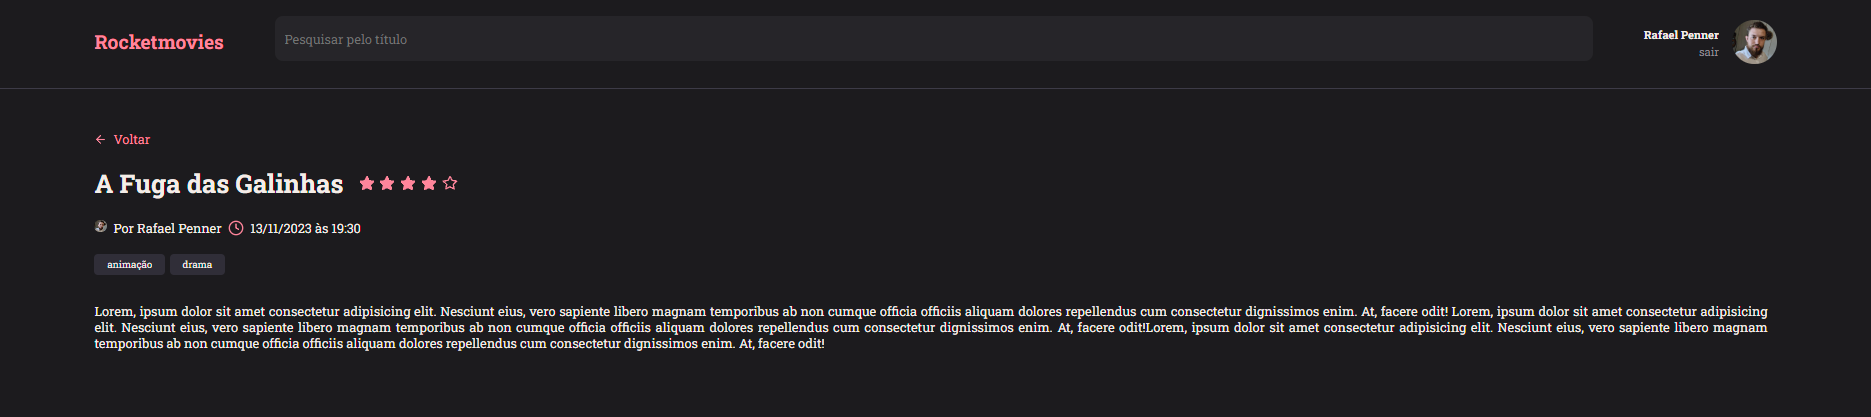 Rocketmovies
Pesquisar pelo título
Rafael Penner
sair
Voltar
A Fuga das Galinhas
Por Rafael Penner 13/11/2023 às 19:30
animação drama
Lorem, ipsum dolor sit amet consectetur adipisicing elit. Nesciunt eius, vero sapiente libero magnam temporibus ab non cumque officia officiis aliquam dolores repellendus cum consectetur dignissimos enim. At, facere odit! Lorem, ipsum dolor sit amet consectetur adipisicing
elit. Nesciunt eius, vero sapiente libero magnam temporibus ab non cumque officia officiis aliquam dolores repellendus cum consectetur dignissimos enim. At, facere odit!Lorem, ipsum dolor sit amet consectetur adipisicing elit. Nesciunt eius, vero sapiente libero magnam
temporibus ab non cumque officia officiis aliquam dolores repellendus cum consectetur dignissimos enim. At, facere odit!